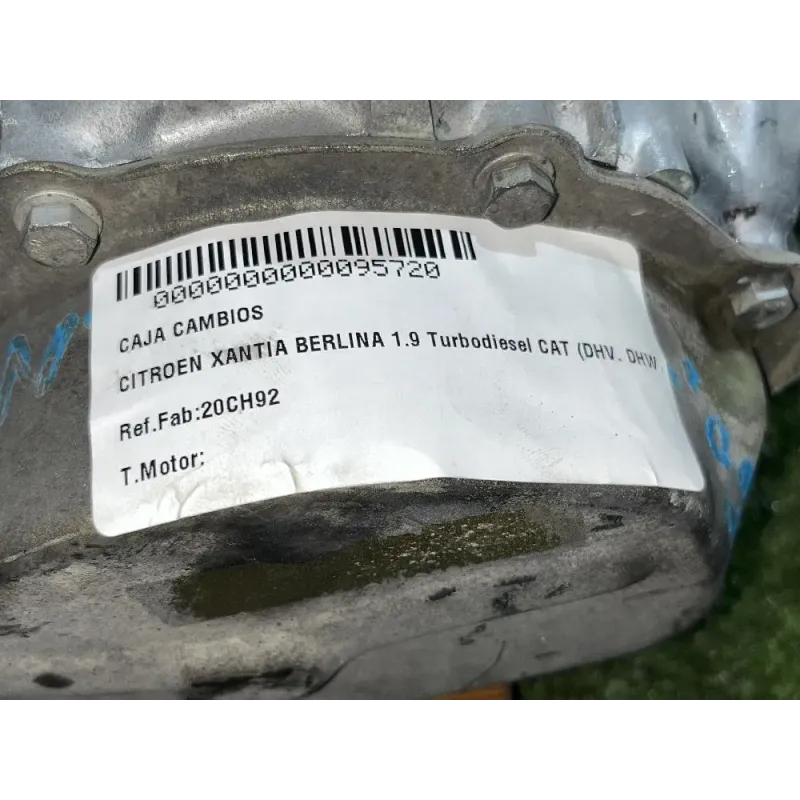 0000000000095720
CAJA CAMBIOS
CITROEN XANTIA BERLINA 1.9 Turbodiesel CAT (DHV. DHW
Ref.Fab:20CH92
T.Motor: